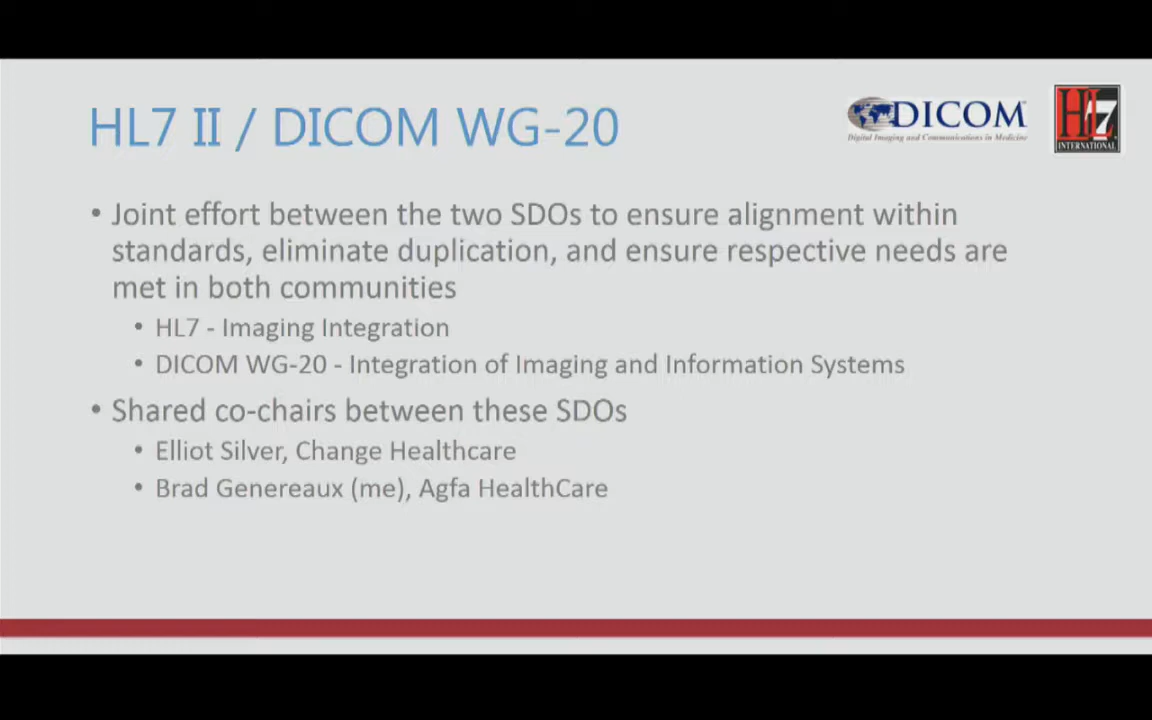 HL7 II / DICOM WG-20
DICOM
Digital Imaging and Communications in Medicine
HL7
INTERNATIONAL
• Joint effort between the two SDOs to ensure alignment within
standards, eliminate duplication, and ensure respective needs are
met in both communities
• HL7 - Imaging Integration
• DICOM WG-20 - Integration of Imaging and Information Systems
• Shared co-chairs between these SDOs
• Elliot Silver, Change Healthcare
• Brad Genereaux (me), Agfa HealthCare